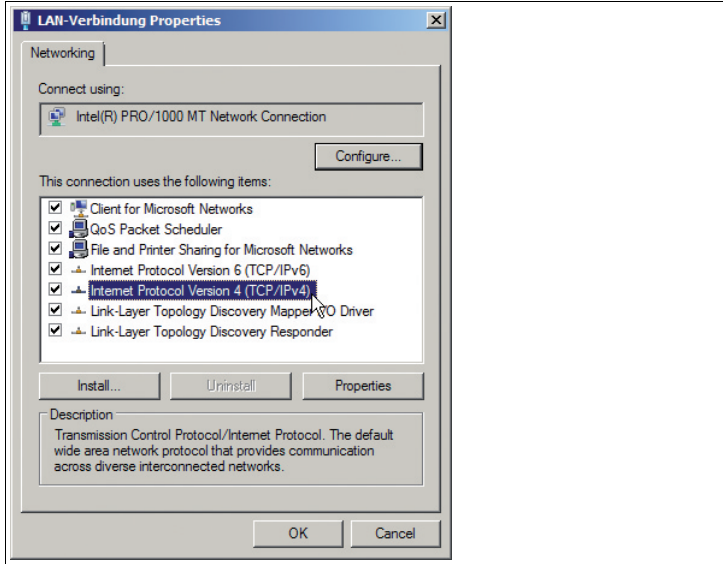 LAN-Verbindung Properties
Networking
Connect using:
Intel(R) PRO/1000 MT Network Connection
Configure...
This connection uses the following items:
Client for Microsoft Networks
QoS Packet Scheduler
File and Printer Sharing for Microsoft Networks
Internet Protocol Version 6 (TCP/IPv6)
Internet Protocol Version 4 (TCP/IPv4)
Link-Layer Topology Discovery Mapper I/O Driver
Link-Layer Topology Discovery Responder
Install...
Uninstall
Properties
Description
Transmission Control Protocol/Internet Protocol. The default
wide area network protocol that provides communication
across diverse interconnected networks.
OK
Cancel